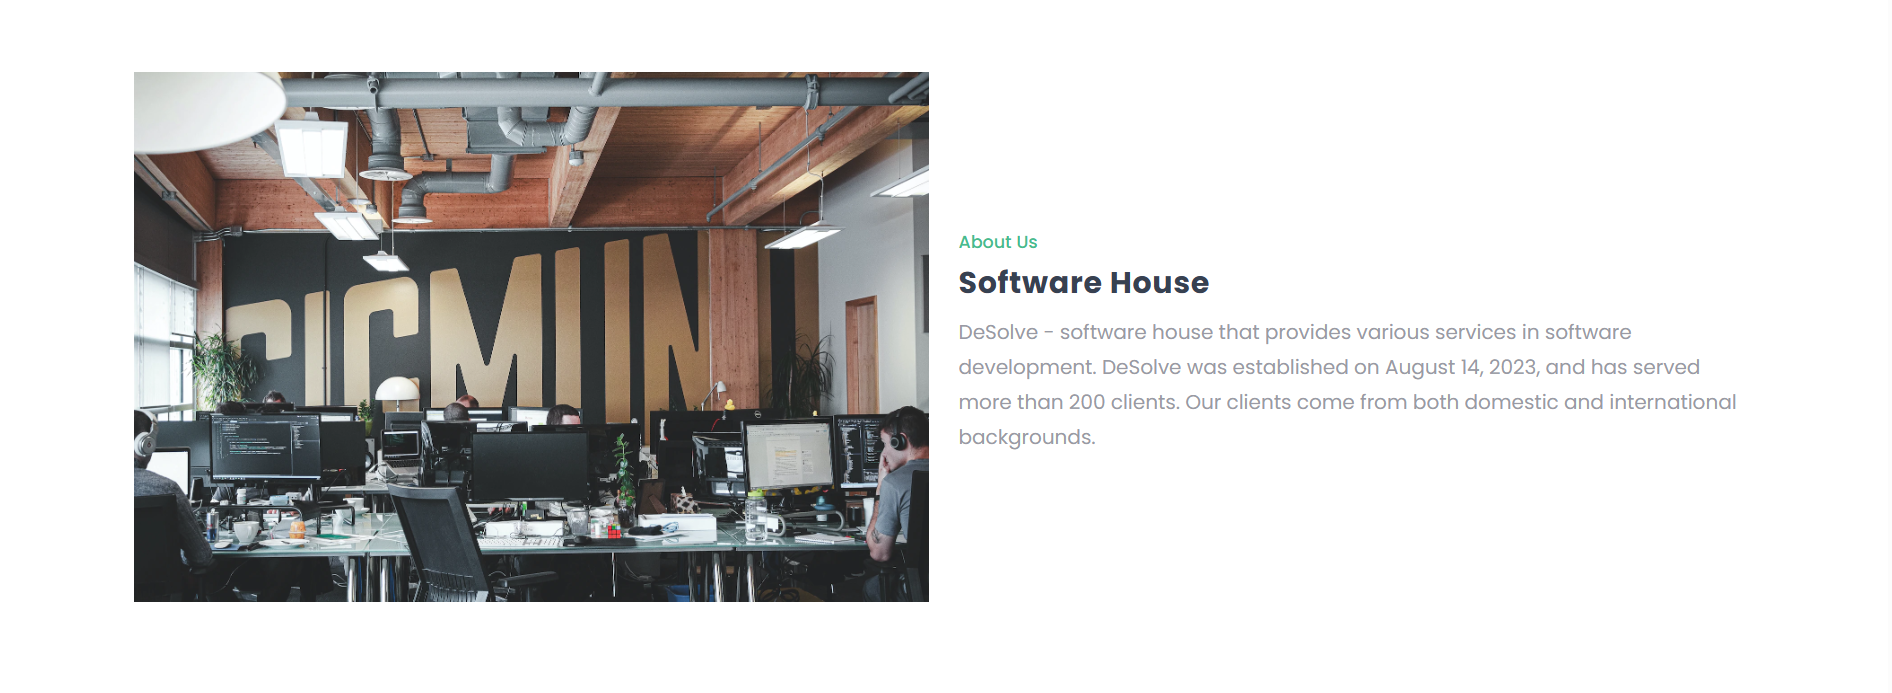 About Us
Software House
DeSolve - software house that provides various services in software
development. DeSolve was established on August 14, 2023, and has served
more than 200 clients. Our clients come from both domestic and international
backgrounds.